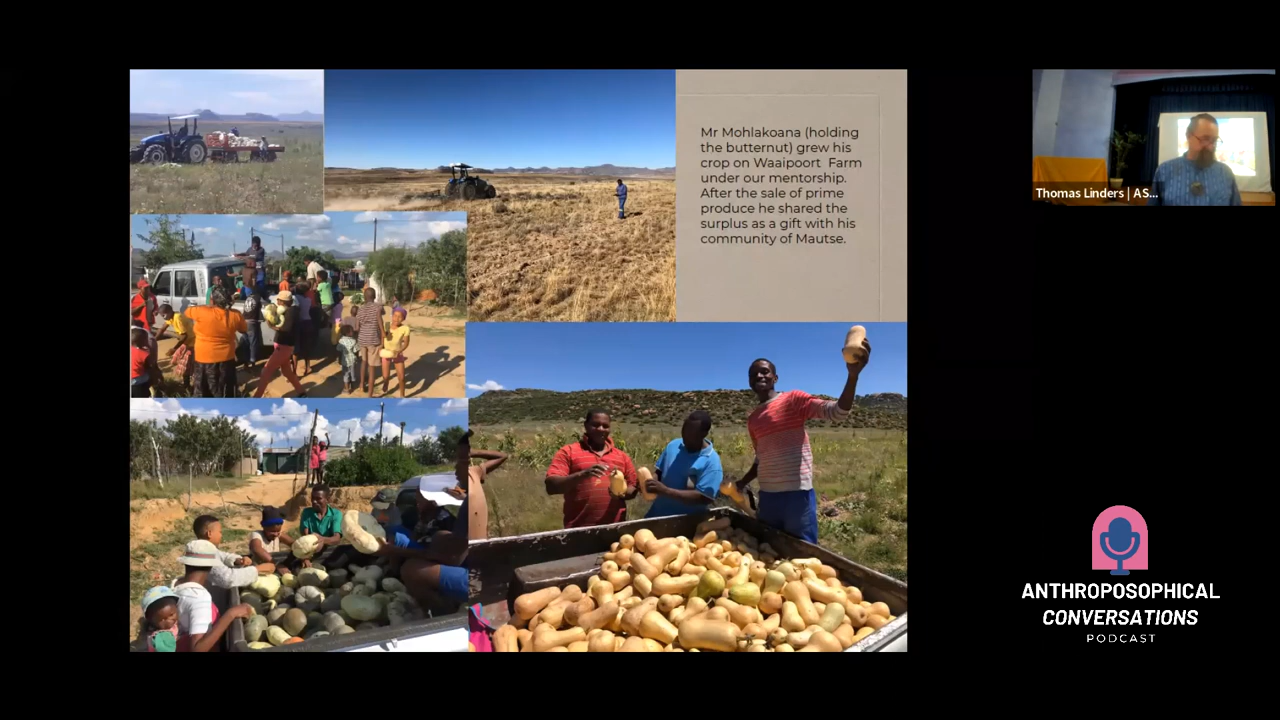 Mr Mohlakoana (holding
the butternut) grew his
crop on Waaipoort Farm
under our mentorship.
After the sale of prime
produce he shared the
surplus as a gift with his
community of Mautse.
Thomas Linders | AS...
ANTHROPOSOPHICAL
CONVERSATIONS
PODCAST